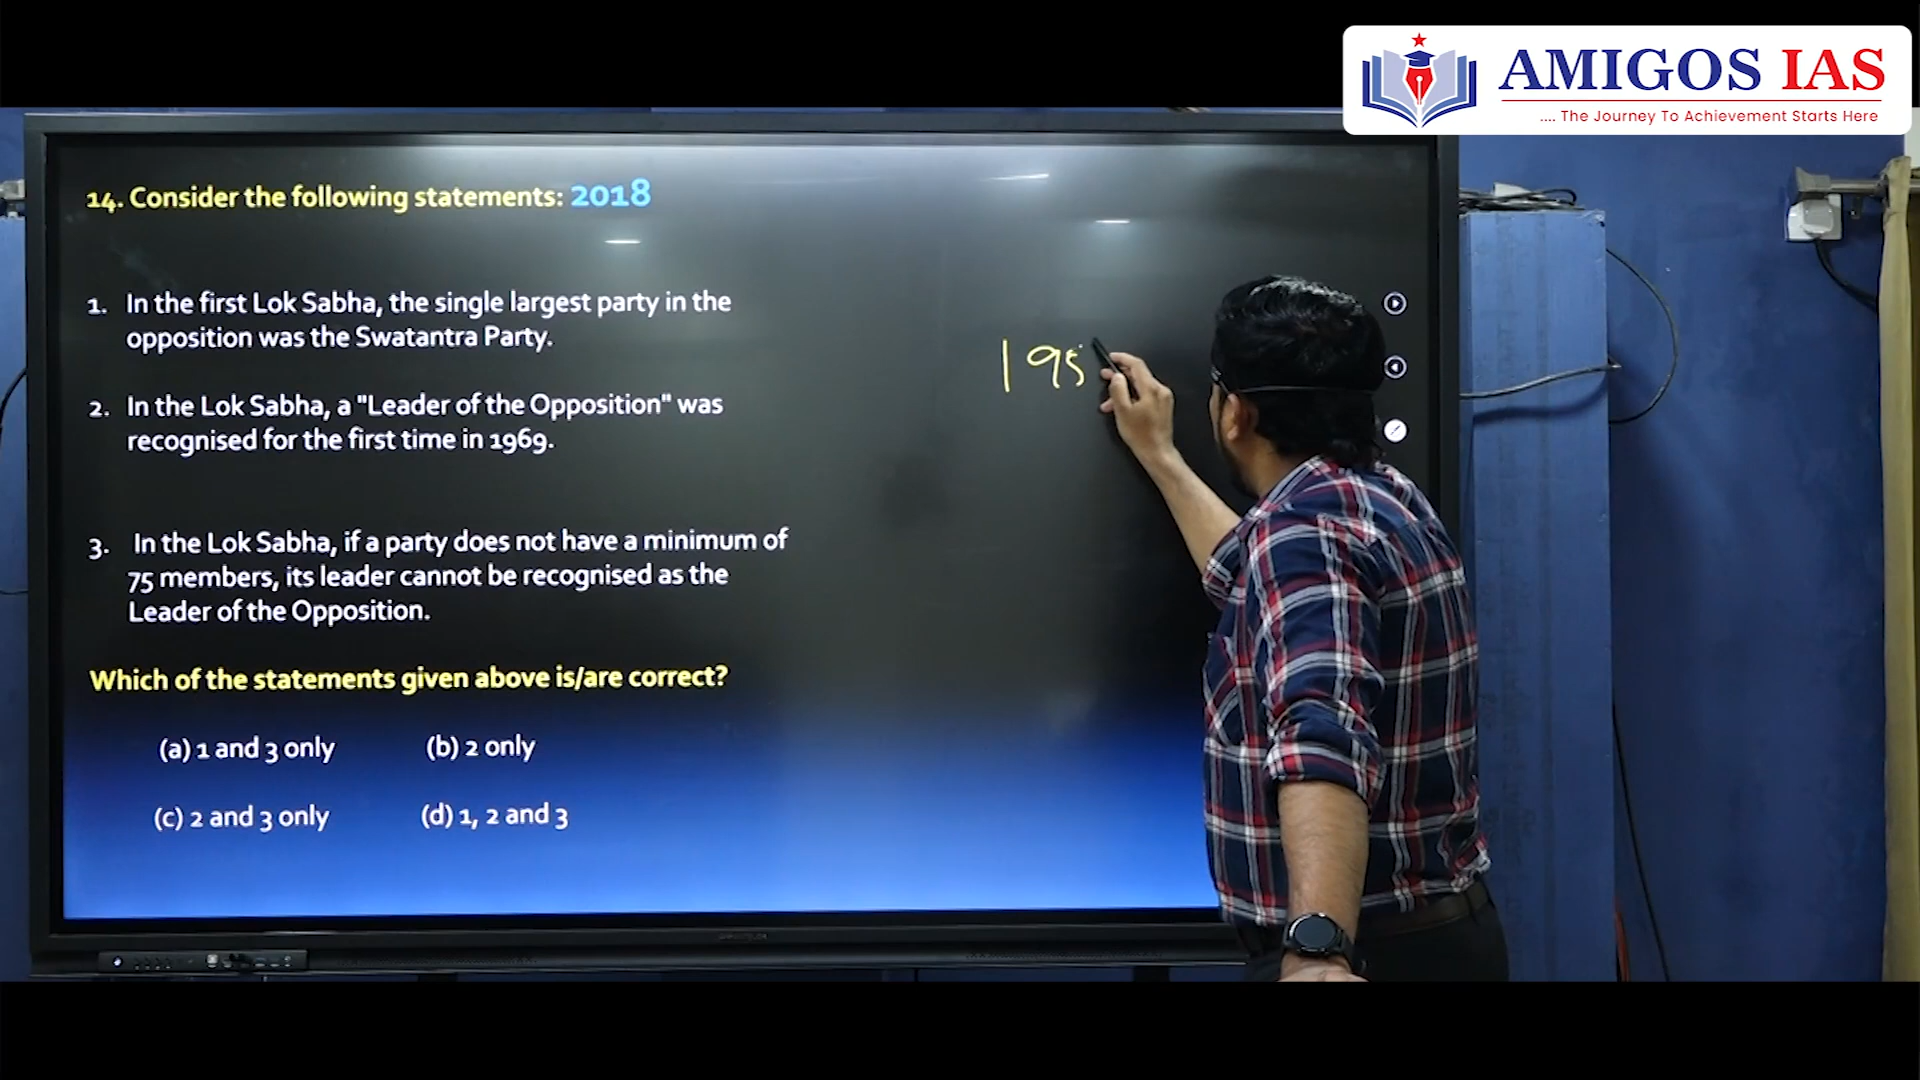 AMIGOS IAS
.... The Journey To Achievement Starts Here
14. Consider the following statements: 2018
1. In the first Lok Sabha, the single largest party in the
opposition was the Swatantra Party.
2. In the Lok Sabha, a "Leader of the Opposition" was
recognised for the first time in 1969.
3. In the Lok Sabha, if a party does not have a minimum of
75 members, its leader cannot be recognised as the
Leader of the Opposition.
Which of the statements given above is/are correct?
(a) 1 and 3 only (b) 2 only
(c) 2 and 3 only (d) 1, 2 and 3
195